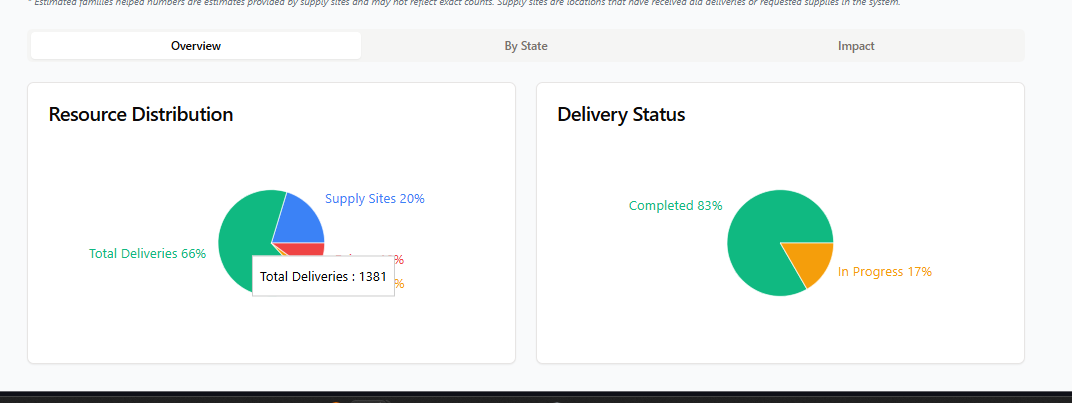 * Estimated families helped numbers are estimates provided by supply sites and may not reflect exact counts. Supply sites are locations that have received aid deliveries or requested supplies in the system.
Overview
By State
Impact
Resource Distribution
Delivery Status
Supply Sites 20%
Completed 83%
Total Deliveries 66%
%
Total Deliveries : 1381
%
In Progress 17%